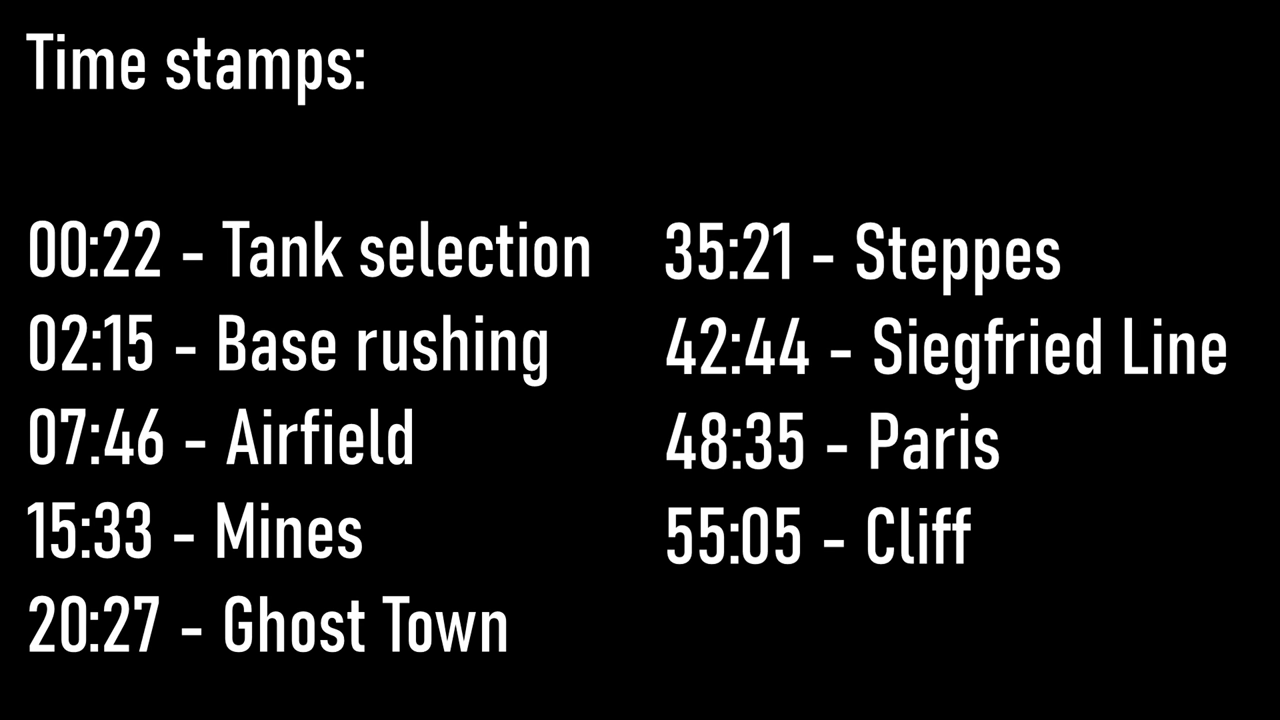 Time stamps:
00:22 - Tank selection
02:15 - Base rushing
07:46 - Airfield
15:33 - Mines
20:27 - Ghost Town
35:21 - Steppes
42:44 - Siegfried Line
48:35 - Paris
55:05 - Cliff